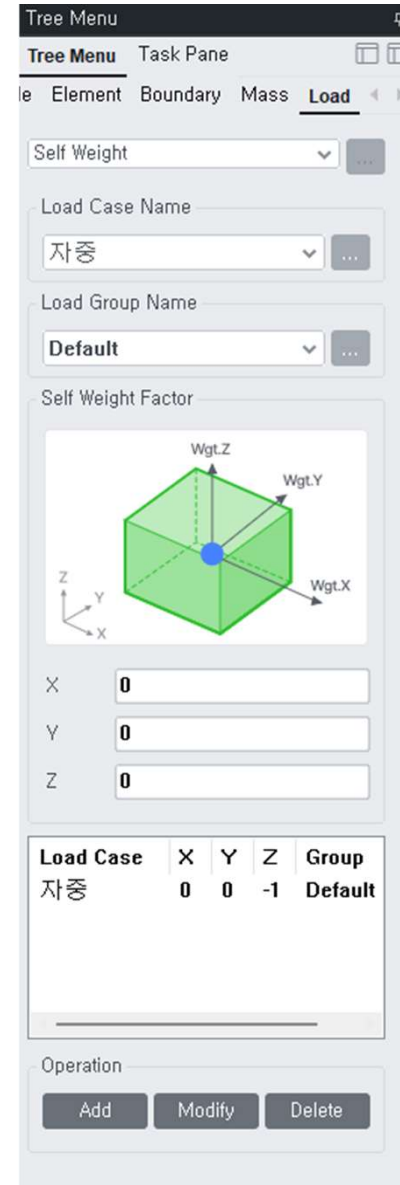 Tree Menu
Tree Menu Task Pane
le Element Boundary Mass Load
Self Weight ...
Load Case Name
자중 ...
Load Group Name
Default ...
Self Weight Factor
Wgt.Z
Wgt.Y
Wgt.X
Z
Y
X
X 0
Y 0
Z 0
Load Case X Y Z Group
자중 0 0 -1 Default
Operation
Add Modify Delete